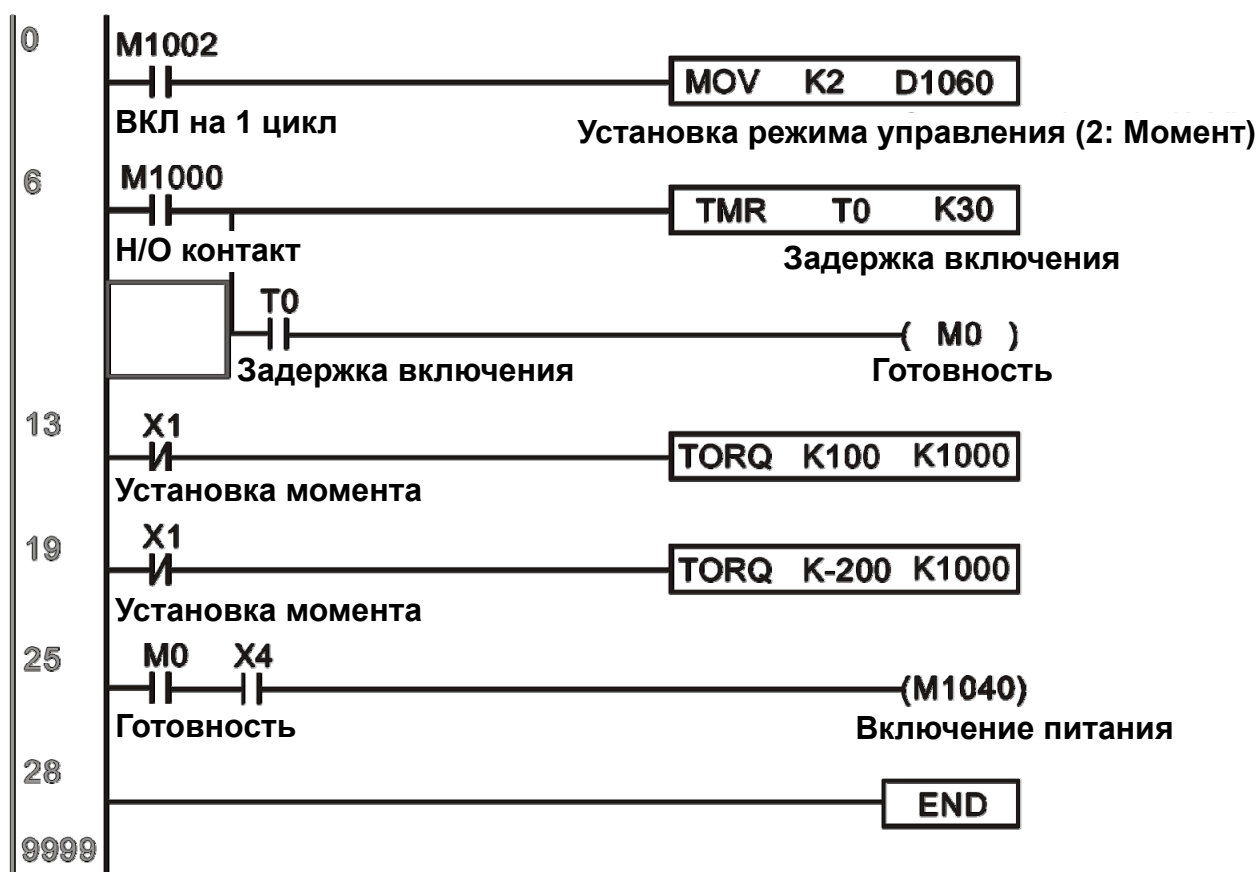 0
M1002
MOV K2 D1060
ВКЛ на 1 цикл
Установка режима управления (2: Момент)
6
M1000
TMR T0 K30
Н/О контакт
Задержка включения
T0
( M0 )
Задержка включения
Готовность
13
X1
TORQ K100 K1000
Установка момента
19
X1
TORQ K-200 K1000
Установка момента
25
M0 X4
(M1040)
Готовность
Включение питания
28
END
9999